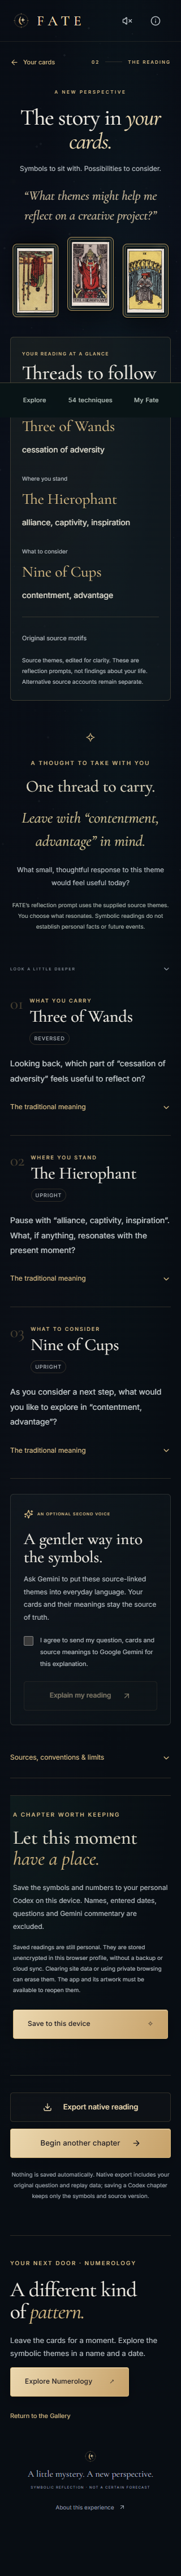 FATE
Your cards
02
THE READING
A NEW PERSPECTIVE
The story in your
cards.
Symbols to sit with. Possibilities to consider.
“What themes might help me
reflect on a creative project?”
YOUR READING AT A GLANCE
Threads to follow
Explore
54 techniques
My Fate
Three of Wands
cessation of adversity
Where you stand
The Hierophant
alliance, captivity, inspiration
What to consider
Nine of Cups
contentment, advantage
Original source motifs
Source themes, edited for clarity. These are
reflection prompts, not findings about your life.
Alternative source accounts remain separate.
A THOUGHT TO TAKE WITH YOU
One thread to carry.
Leave with “contentment,
advantage” in mind.
What small, thoughtful response to this theme
would feel useful today?
FATE’s reflection prompt uses the supplied source themes.
You choose what resonates. Symbolic readings do not
establish personal facts or future events.
LOOK A LITTLE DEEPER
01
WHAT YOU CARRY
Three of Wands
REVERSED
Looking back, which part of “cessation of
adversity” feels useful to reflect on?
The traditional meaning
02
WHERE YOU STAND
The Hierophant
UPRIGHT
Pause with “alliance, captivity, inspiration”.
What, if anything, resonates with the
present moment?
The traditional meaning
03
WHAT TO CONSIDER
Nine of Cups
UPRIGHT
As you consider a next step, what would
you like to explore in “contentment,
advantage”?
The traditional meaning
AN OPTIONAL SECOND VOICE
A gentler way into
the symbols.
Ask Gemini to put these source-linked
themes into everyday language. Your
cards and their meanings stay the source
of truth.
I agree to send my question, cards and
source meanings to Google Gemini for
this explanation.
Explain my reading
Sources, conventions & limits
A CHAPTER WORTH KEEPING
Let this moment
have a place.
Save the symbols and numbers to your personal
Codex on this device. Names, entered dates,
questions and Gemini commentary are
excluded.
Saved readings are still personal. They are stored
unencrypted in this browser profile, without a backup or
cloud sync. Clearing site data or using private browsing
can erase them. The app and its artwork must be
available to reopen them.
Save to this device
Export native reading
Begin another chapter
Nothing is saved automatically. Native export includes your
original question and replay data; saving a Codex chapter
keeps only the symbols and source version.
YOUR NEXT DOOR · NUMEROLOGY
A different kind
of pattern.
Leave the cards for a moment. Explore the
symbolic themes in a name and a date.
Explore Numerology
Return to the Gallery
A little mystery. A new perspective.
SYMBOLIC REFLECTION · NOT A CERTAIN FORECAST
About this experience